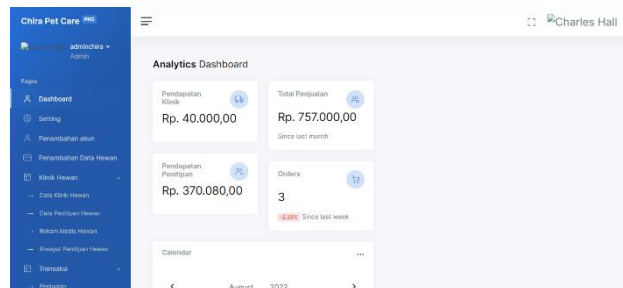 Chira Pet Care PRO
Charles Hall
adminchira
Admin
Pages
Dashboard
Setting
Penambahan akun
Penambahan Data Hewan
Klinik Hewan
Data Klinik Hewan
Data Penitipan Hewan
Rekam Medis Hewan
Riwayat Penitipan Hewan
Transaksi
Penjualan
Analytics Dashboard
Pendapatan
Klinik
Rp. 40.000,00
Total Penjualan
Rp. 757.000,00
Since last month
Pendapatan
Penitipan
Rp. 370.080,00
Orders
3
-2.25% Since last week
Calendar
August 2022